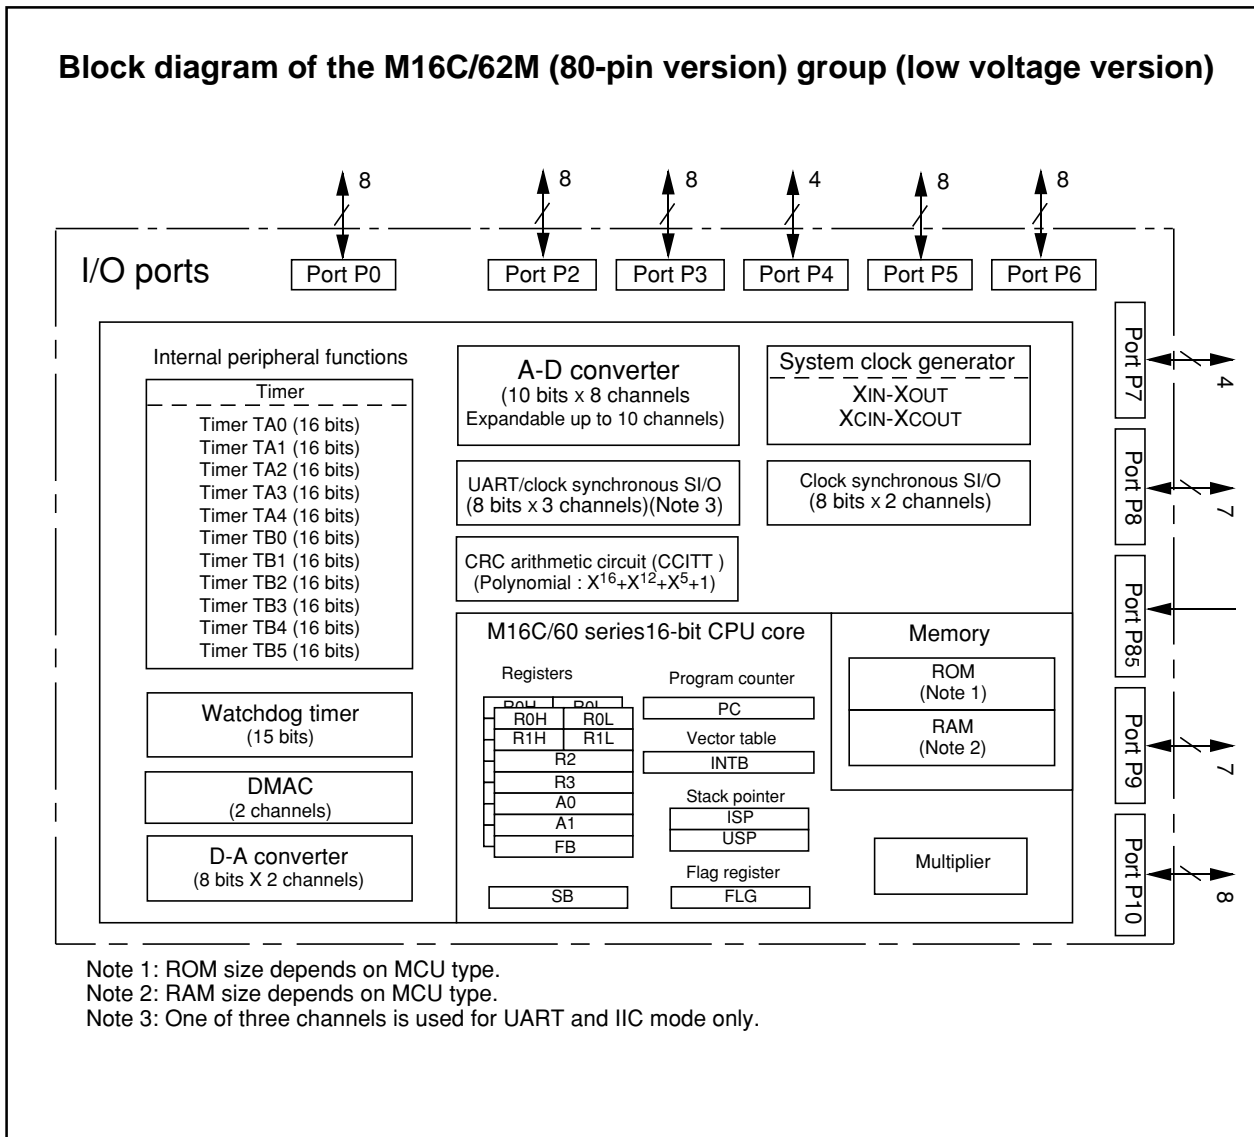 Block diagram of the M16C/62M (80-pin version) group (low voltage version)
8
8
8
4
8
8
I/O ports
Port P0
Port P2
Port P3
Port P4
Port P5
Port P6
Internal peripheral functions
Timer
Timer TA0 (16 bits)
Timer TA1 (16 bits)
Timer TA2 (16 bits)
Timer TA3 (16 bits)
Timer TA4 (16 bits)
Timer TB0 (16 bits)
Timer TB1 (16 bits)
Timer TB2 (16 bits)
Timer TB3 (16 bits)
Timer TB4 (16 bits)
Timer TB5 (16 bits)
Watchdog timer
(15 bits)
DMAC
(2 channels)
D-A converter
(8 bits X 2 channels)
A-D converter
(10 bits x 8 channels
Expandable up to 10 channels)
UART/clock synchronous SI/O
(8 bits x 3 channels)(Note 3)
CRC arithmetic circuit (CCITT )
(Polynomial : X16+X12+X5+1)
System clock generator
XIN-XOUT
XCIN-XCOUT
Clock synchronous SI/O
(8 bits x 2 channels)
M16C/60 series16-bit CPU core
Registers
R0H R0L
R0H R0L
R1H R1L
R2
R3
A0
A1
FB
SB
Program counter
PC
Vector table
INTB
Stack pointer
ISP
USP
Flag register
FLG
Memory
ROM
(Note 1)
RAM
(Note 2)
Multiplier
Port P7
4
Port P8
7
Port P85
Port P9
7
Port P10
8
Note 1: ROM size depends on MCU type.
Note 2: RAM size depends on MCU type.
Note 3: One of three channels is used for UART and IIC mode only.